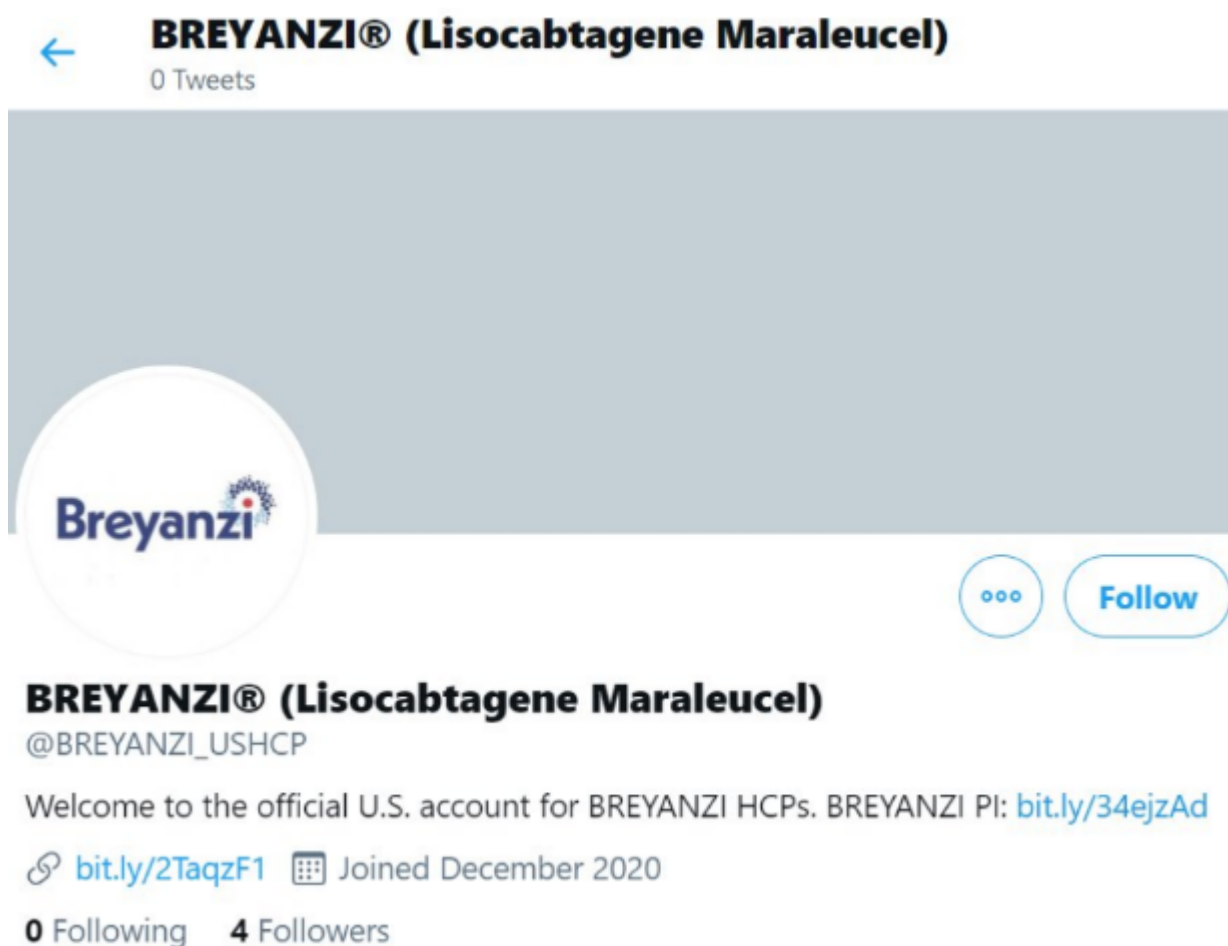 BREYANZI® (Lisocabtagene Maraleucel)
0 Tweets
Breyanzi
Follow
BREYANZI® (Lisocabtagene Maraleucel)
@BREYANZI_USHCP
Welcome to the official U.S. account for BREYANZI HCPs. BREYANZI PI: bit.ly/34ejzAd
bit.ly/2TaqzF1 Joined December 2020
0 Following 4 Followers